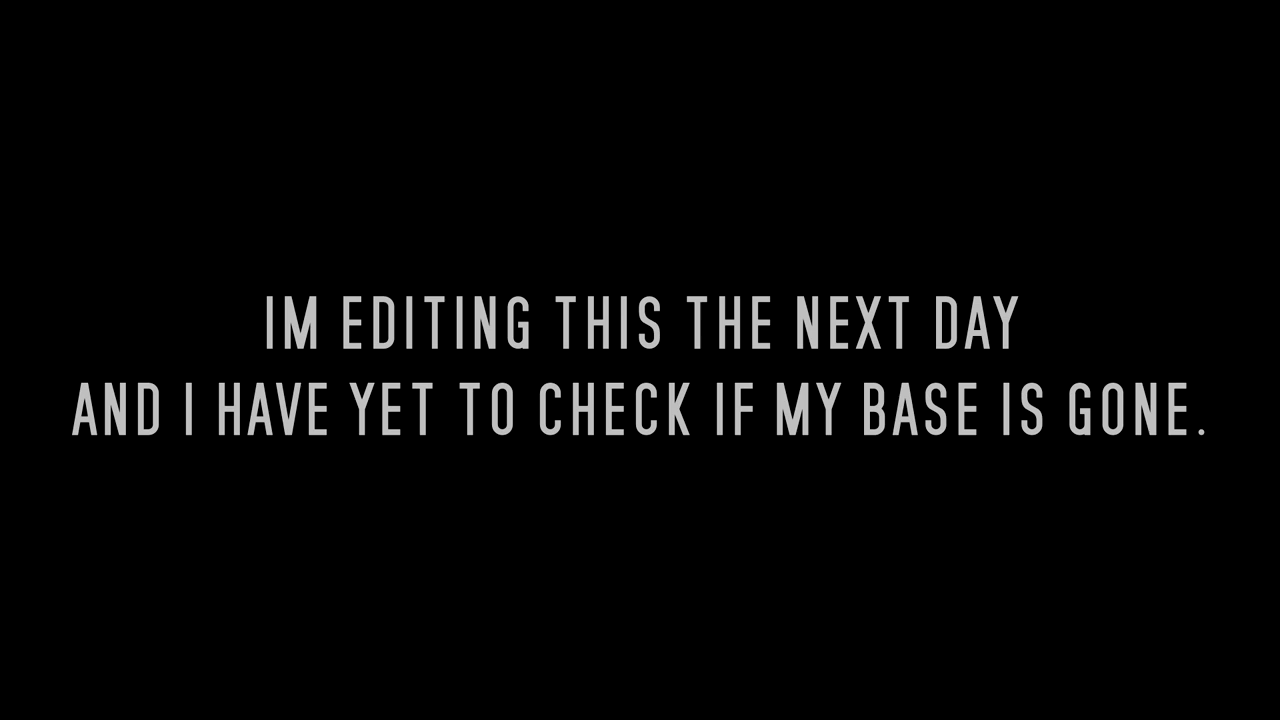 IM EDITING THIS THE NEXT DAY
AND I HAVE YET TO CHECK IF MY BASE IS GONE.